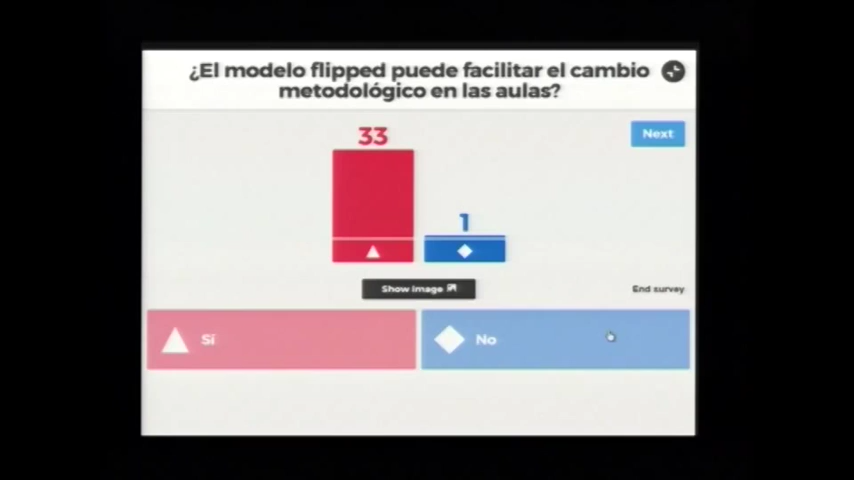 ¿El modelo flipped puede facilitar el cambio
metodológico en las aulas?
33
Next
1
Show image
End survey
Sí
No